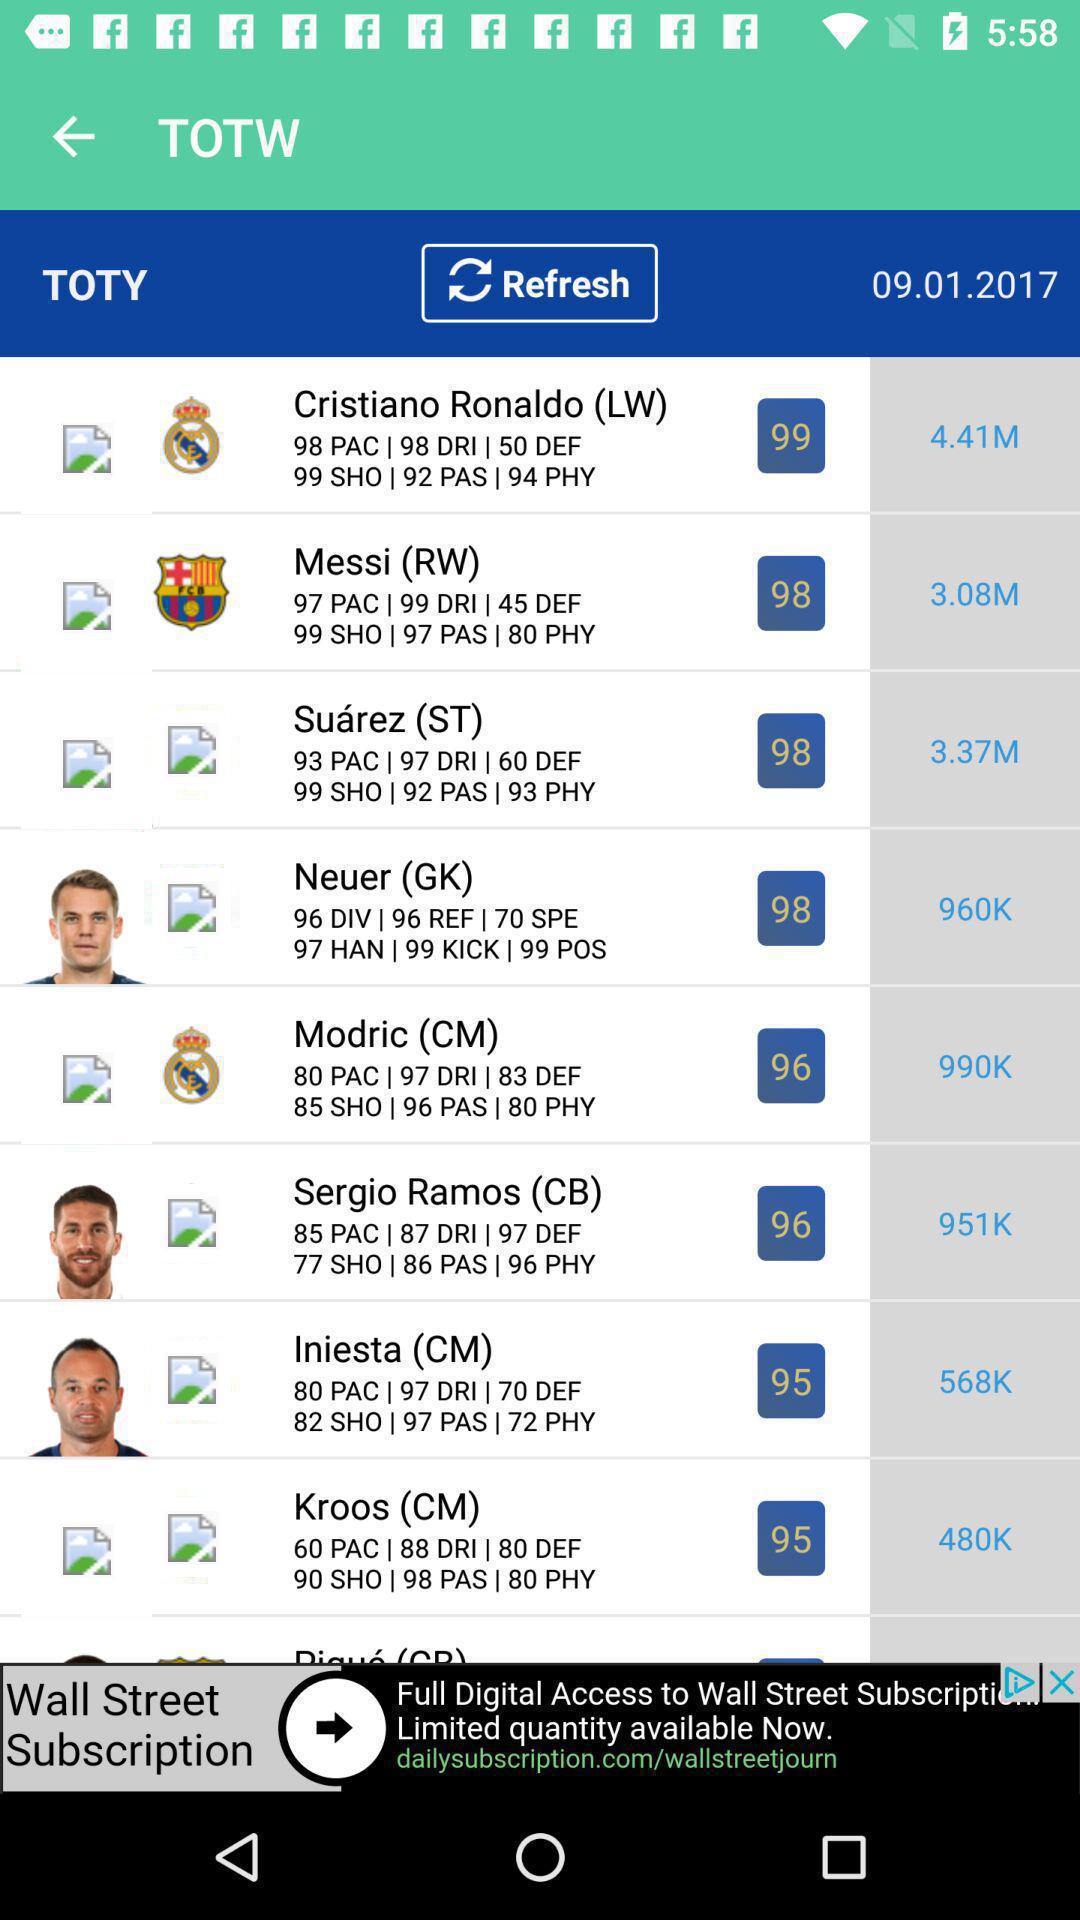 5:58
TOTW
TOTY
Refresh
09.01.2017
Cristiano Ronaldo (LW)
98 PAC | 98 DRI | 50 DEF
99 SHO | 92 PAS | 94 PHY
99
4.41M
FCB
Messi (RW)
97 PAC | 99 DRI | 45 DEF
99 SHO | 97 PAS | 80 PHY
98
3.08M
Suárez (ST)
93 PAC | 97 DRI | 60 DEF
99 SHO | 92 PAS | 93 PHY
98
3.37M
Neuer (GK)
96 DIV | 96 REF | 70 SPE
97 HAN | 99 KICK | 99 POS
98
960K
Modric (CM)
80 PAC | 97 DRI | 83 DEF
85 SHO | 96 PAS | 80 PHY
96
990K
Sergio Ramos (CB)
85 PAC | 87 DRI | 97 DEF
77 SHO | 86 PAS | 96 PHY
96
951K
Iniesta (CM)
80 PAC | 97 DRI | 70 DEF
82 SHO | 97 PAS | 72 PHY
95
568K
Kroos (CM)
60 PAC | 88 DRI | 80 DEF
90 SHO | 98 PAS | 80 PHY
95
480K
Piqué (CB)
Wall Street
Subscription
Full Digital Access to Wall Street Subscription.
Limited quantity available Now.
dailysubscription.com/wallstreetjourn